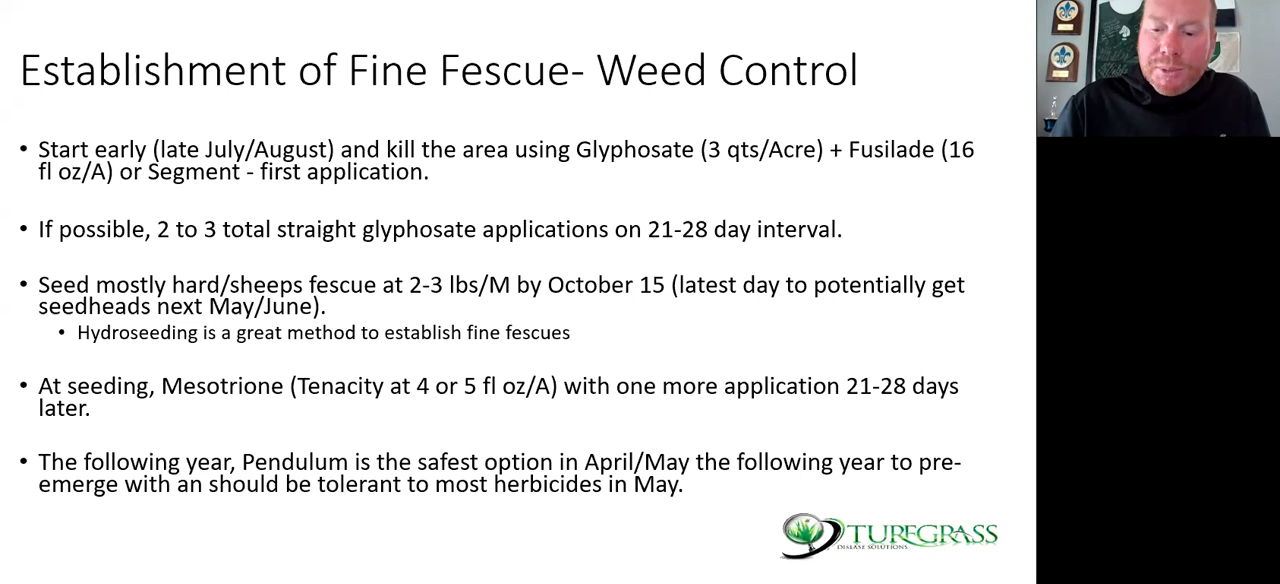 Establishment of Fine Fescue- Weed Control
• Start early (late July/August) and kill the area using Glyphosate (3 qts/Acre) + Fusilade (16
fl oz/A) or Segment - first application.
• If possible, 2 to 3 total straight glyphosate applications on 21-28 day interval.
• Seed mostly hard/sheeps fescue at 2-3 lbs/M by October 15 (latest day to potentially get
seedheads next May/June).
• Hydroseeding is a great method to establish fine fescues
• At seeding, Mesotrione (Tenacity at 4 or 5 fl oz/A) with one more application 21-28 days
later.
• The following year, Pendulum is the safest option in April/May the following year to pre-
emerge with an should be tolerant to most herbicides in May.
TURFGRASS
DISEASE SOLUTIONS